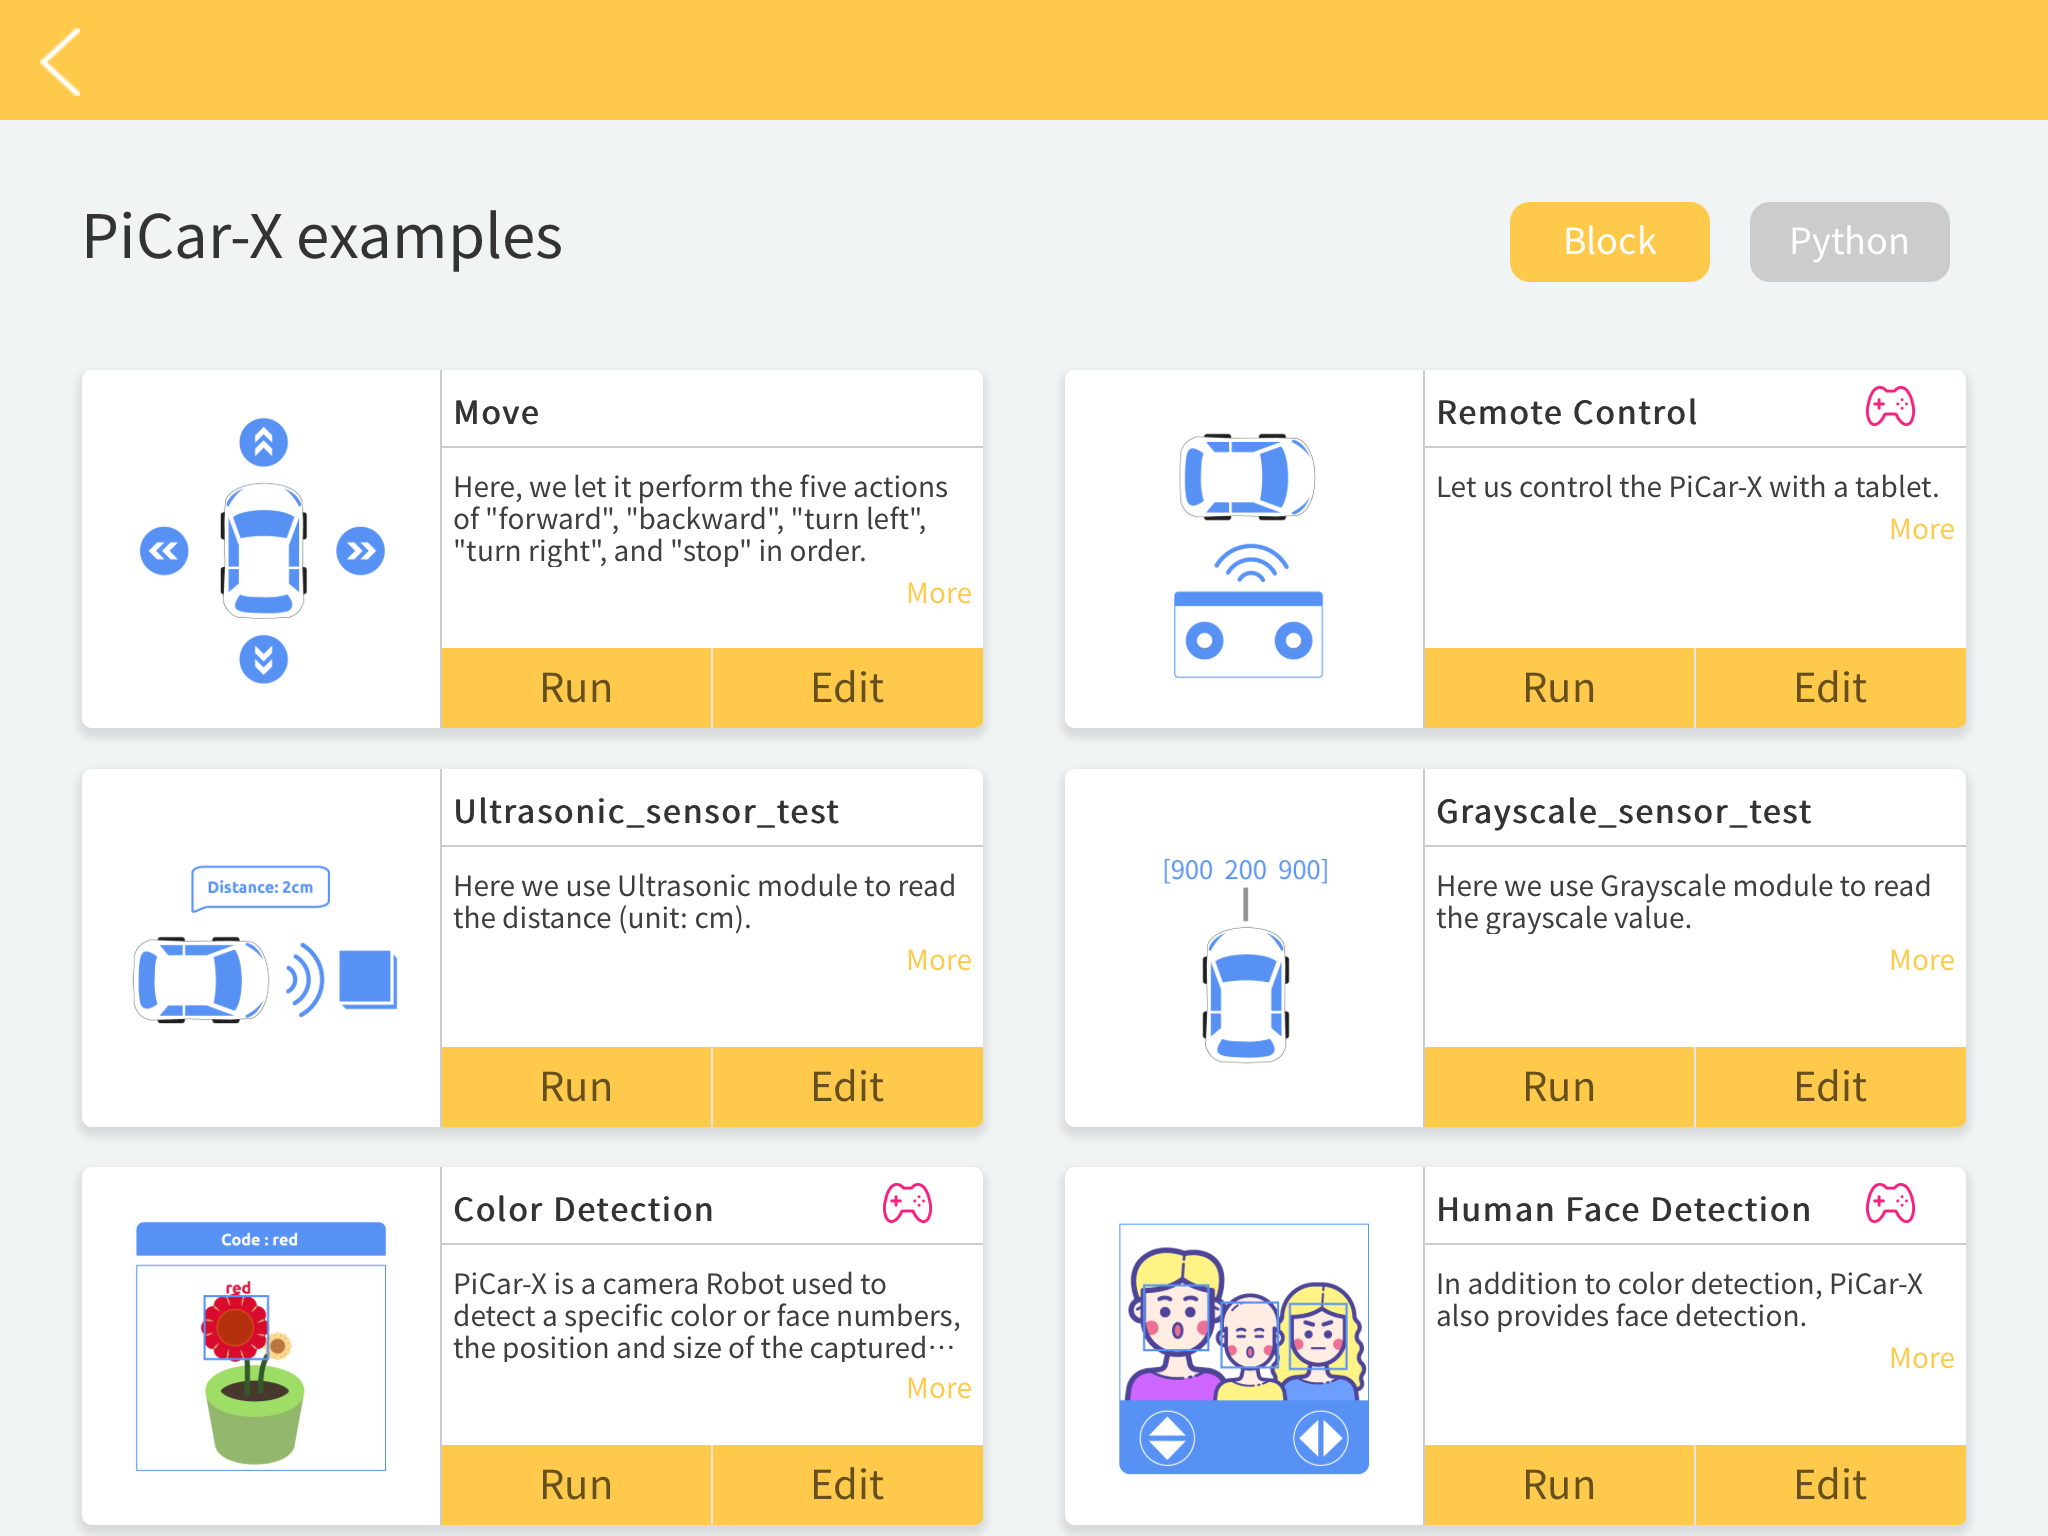 PiCar-X examples
Block
Python
Move
Here, we let it perform the five actions
of "forward", "backward", "turn left",
"turn right", and "stop" in order.
More
Run
Edit
Remote Control
Let us control the PiCar-X with a tablet.
More
Run
Edit
Distance: 2cm
Ultrasonic_sensor_test
Here we use Ultrasonic module to read
the distance (unit: cm).
More
Run
Edit
[900 200 900]
Grayscale_sensor_test
Here we use Grayscale module to read
the grayscale value.
More
Run
Edit
Code : red
red
Color Detection
PiCar-X is a camera Robot used to
detect a specific color or face numbers,
the position and size of the captured···
More
Run
Edit
Human Face Detection
In addition to color detection, PiCar-X
also provides face detection.
More
Run
Edit